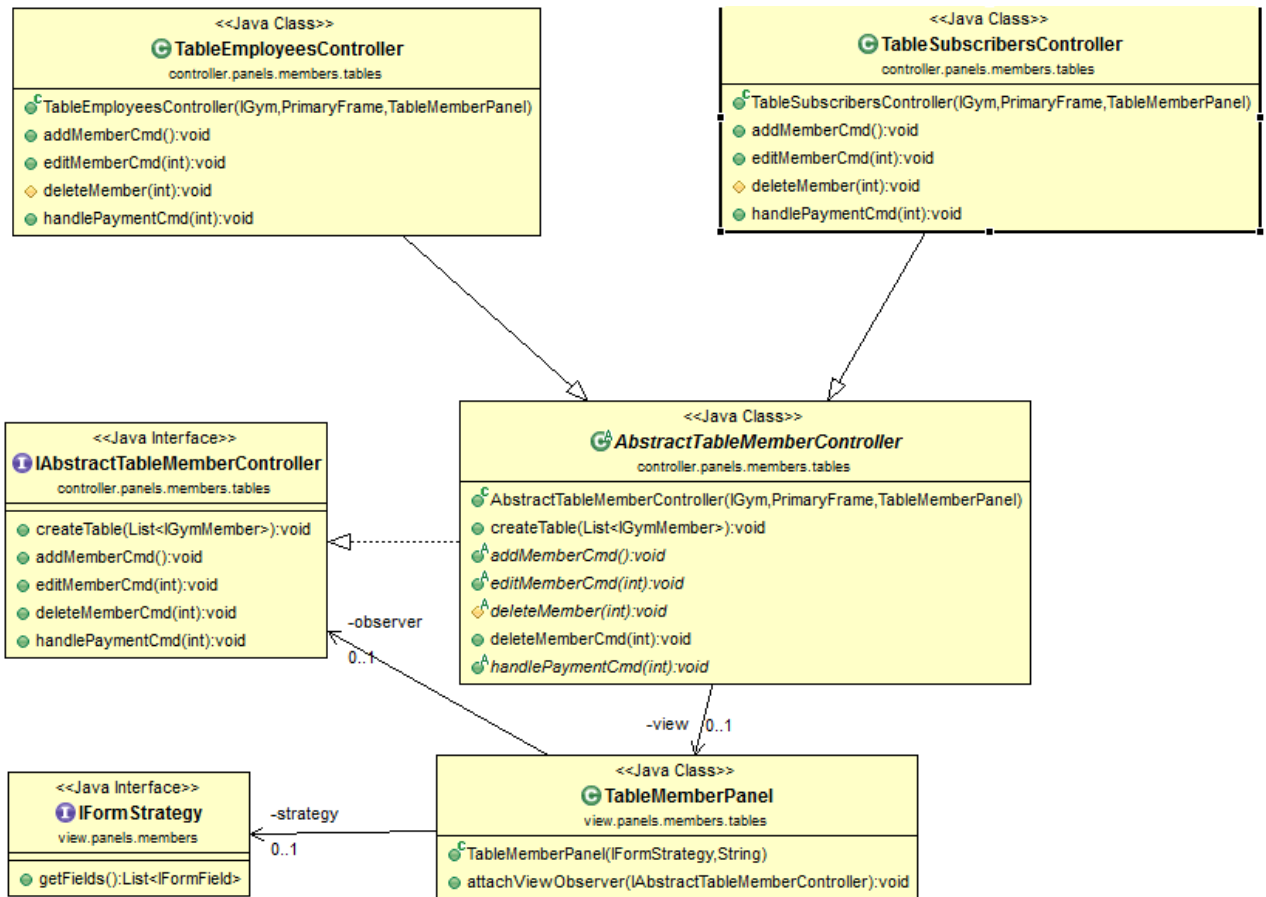 <<Java Class>>
TableEmployeesController
controller.panels.members.tables
TableEmployeesController(IGym,PrimaryFrame,TableMemberPanel)
addMemberCmd():void
editMemberCmd(int):void
deleteMember(int):void
handlePaymentCmd(int):void
<<Java Class>>
TableSubscribersController
controller.panels.members.tables
TableSubscribersController(IGym,PrimaryFrame,TableMemberPanel)
addMemberCmd():void
editMemberCmd(int):void
deleteMember(int):void
handlePaymentCmd(int):void
<<Java Interface>>
IAbstractTableMemberController
controller.panels.members.tables
createTable(List<IGymMember>):void
addMemberCmd():void
editMemberCmd(int):void
deleteMemberCmd(int):void
handlePaymentCmd(int):void
<<Java Class>>
AbstractTableMemberController
controller.panels.members.tables
AbstractTableMemberController(IGym,PrimaryFrame,TableMemberPanel)
createTable(List<IGymMember>):void
addMemberCmd():void
editMemberCmd(int):void
deleteMember(int):void
deleteMemberCmd(int):void
handlePaymentCmd(int):void
-observer
0..1
-view 0..1
<<Java Interface>>
IFormStrategy
view.panels.members
getFields():List<IFormField>
-strategy
0..1
<<Java Class>>
TableMemberPanel
view.panels.members.tables
TableMemberPanel(IFormStrategy,String)
attachViewObserver(IAbstractTableMemberController):void